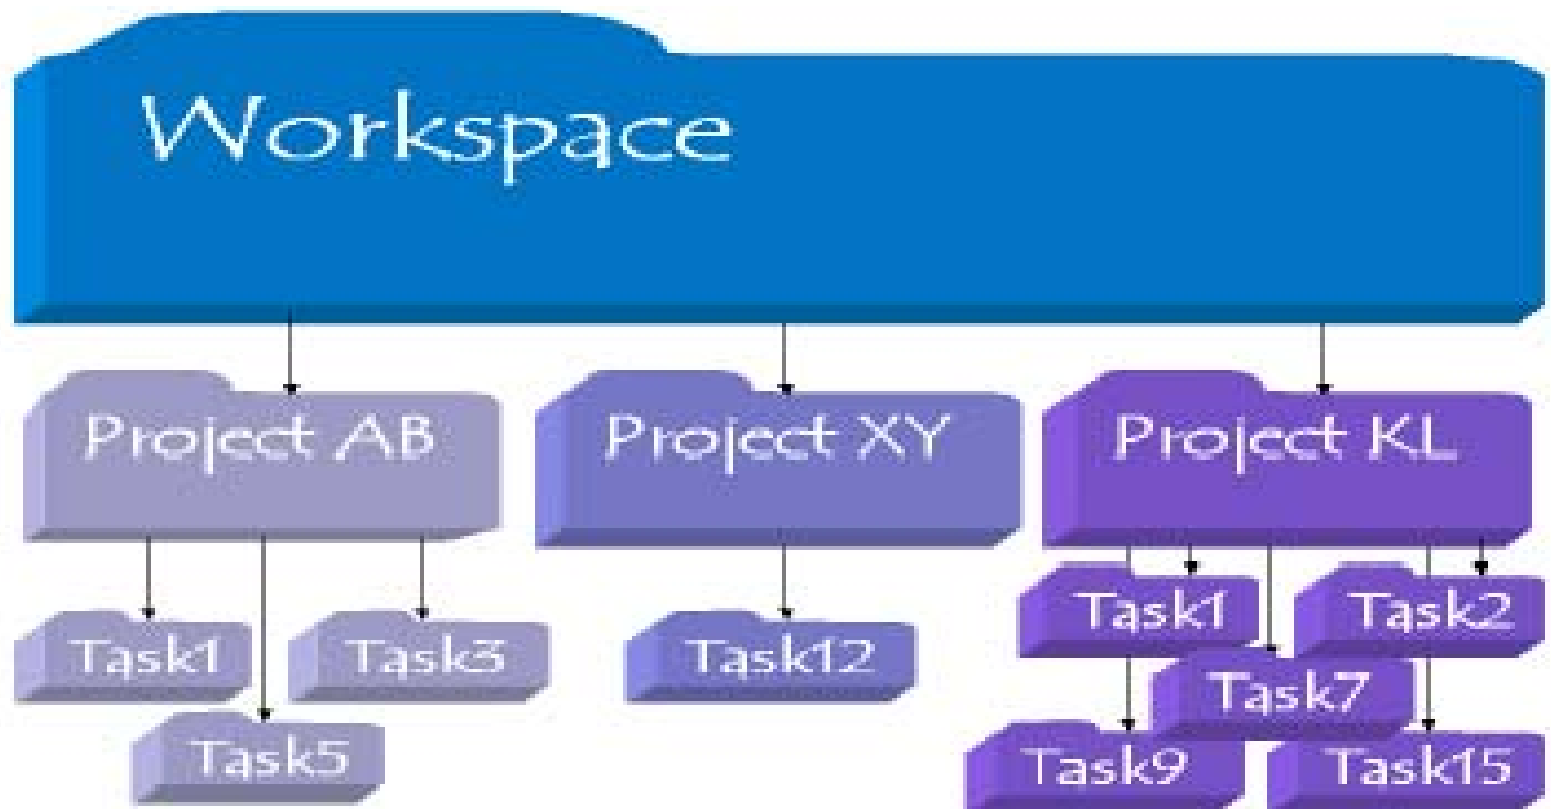 Workspace
Project AB
Project XY
Project KL
Task1
Task3
Task5
Task12
Task1
Task2
Task7
Task9
Task15